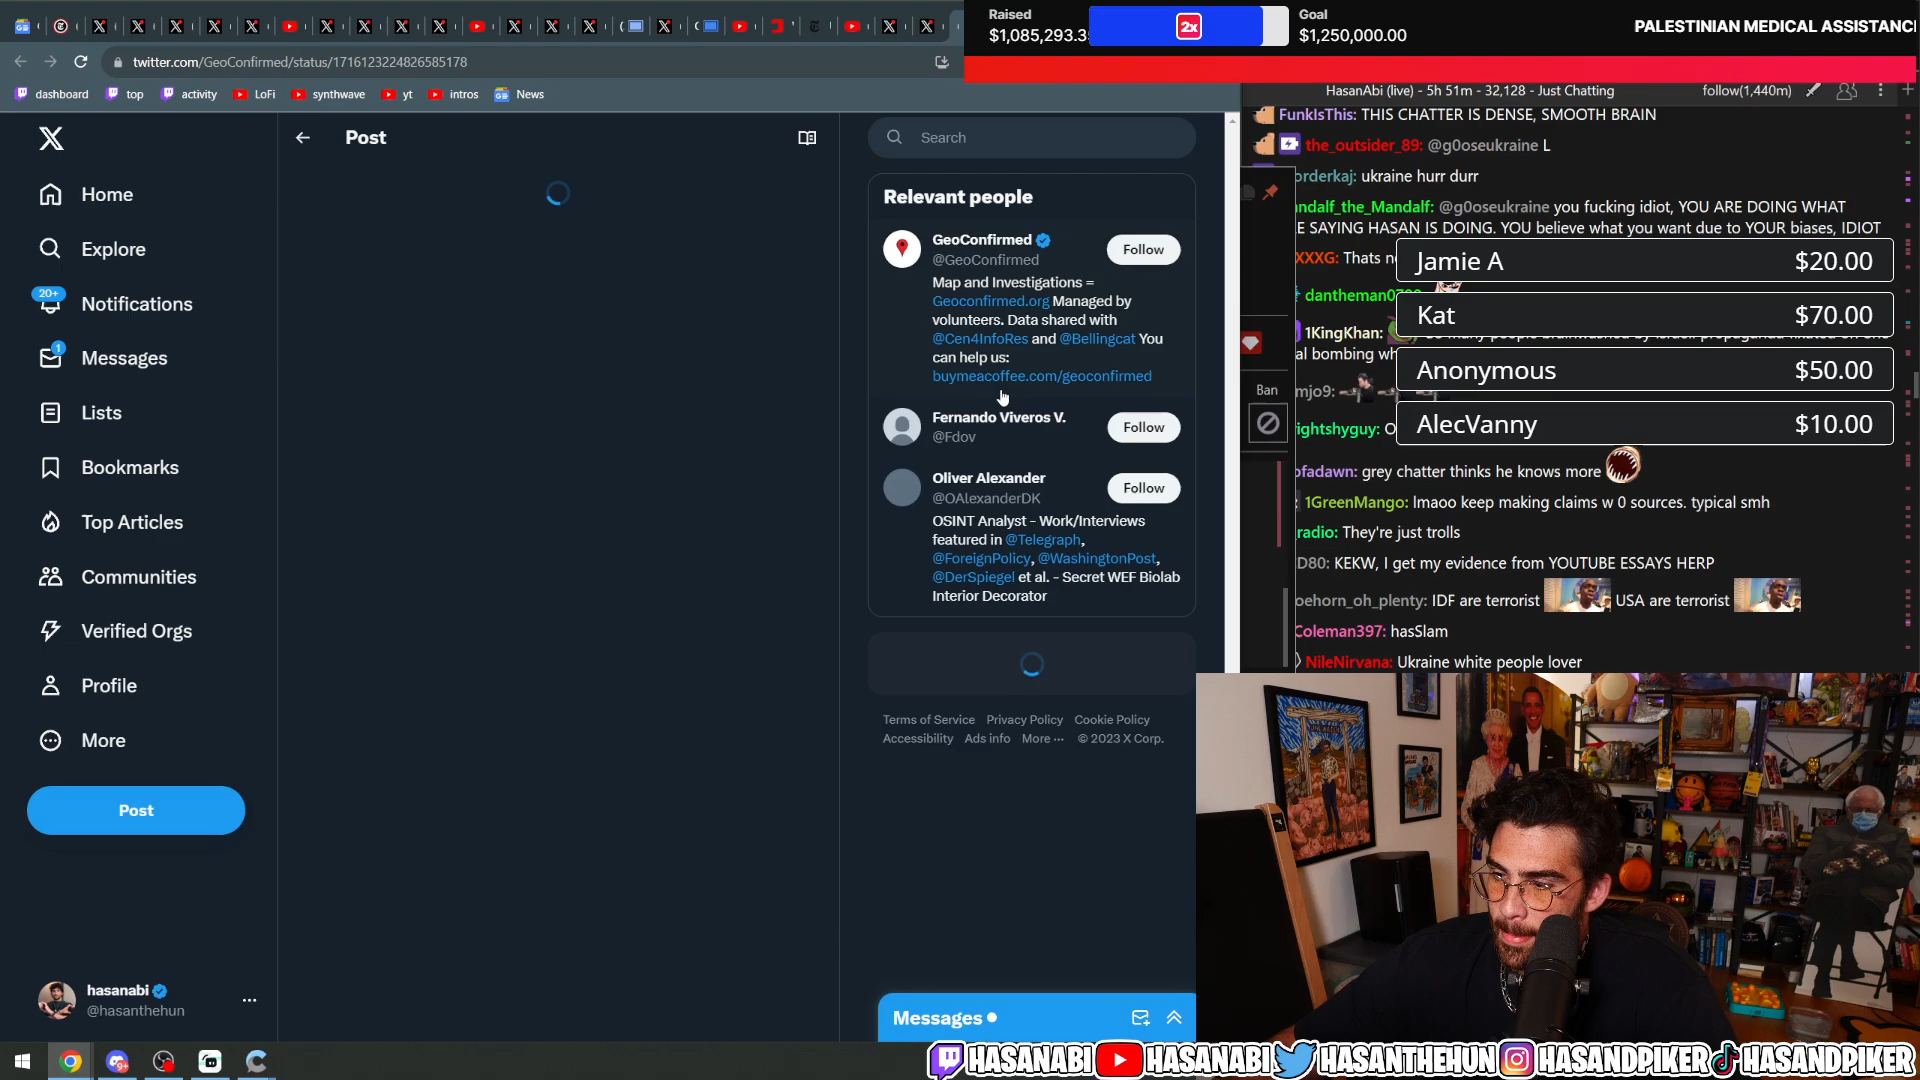 Raised
$1,085,293.3
2x
Goal
$1,250,000.00
PALESTINIAN MEDICAL ASSISTANC
twitter.com/GeoConfirmed/status/1716123224826585178
dashboard
top
activity
LoFi
synthwave
yt
intros
News
HasanAbi (live) - 5h 51m - 32,128 - Just Chatting
follow(1,440m)
Home
Explore
20+
Notifications
1
Messages
Lists
Bookmarks
Top Articles
Communities
Verified Orgs
Profile
More
Post
hasanabi
@hasanthehun
Post
Search
Relevant people
GeoConfirmed
@GeoConfirmed
Follow
Map and Investigations =
Geoconfirmed.org Managed by
volunteers. Data shared with
@Cen4InfoRes and @Bellingcat You
can help us:
buymeacoffee.com/geoconfirmed
Fernando Viveros V.
@Fdov
Follow
Oliver Alexander
@OAlexanderDK
Follow
OSINT Analyst - Work/Interviews
featured in @Telegraph,
@ForeignPolicy, @WashingtonPost,
@DerSpiegel et al. - Secret WEF Biolab
Interior Decorator
Terms of Service Privacy Policy Cookie Policy
Accessibility Ads info More ··· © 2023 X Corp.
Messages
FunkIsThis: THIS CHATTER IS DENSE, SMOOTH BRAIN
the_outsider_89: @g0oseukraine L
orderkaj: ukraine hurr durr
andalf_the_Mandalf: @g0oseukraine you fucking idiot, YOU ARE DOING WHAT
E SAYING HASAN IS DOING. YOU believe what you want due to YOUR biases, IDIOT
XXXG: Thats
Jamie A $20.00
Kat $70.00
1KingKhan:
al bombing
Ban
Anonymous $50.00
mjo9:
AlecVanny $10.00
rightshyguy:
ofadawn: grey chatter thinks he knows more
1GreenMango: lmaoo keep making claims w 0 sources. typical smh
radio: They're just trolls
D80: KEKW, I get my evidence from YOUTUBE ESSAYS HERP
oehorn_oh_plenty: IDF are terrorist USA are terrorist
Coleman397: hasSlam
NileNirvana: Ukraine white people lover
HASANABI HASANABI HASANTHEHUN HASANDPIKER HASANDPIKER